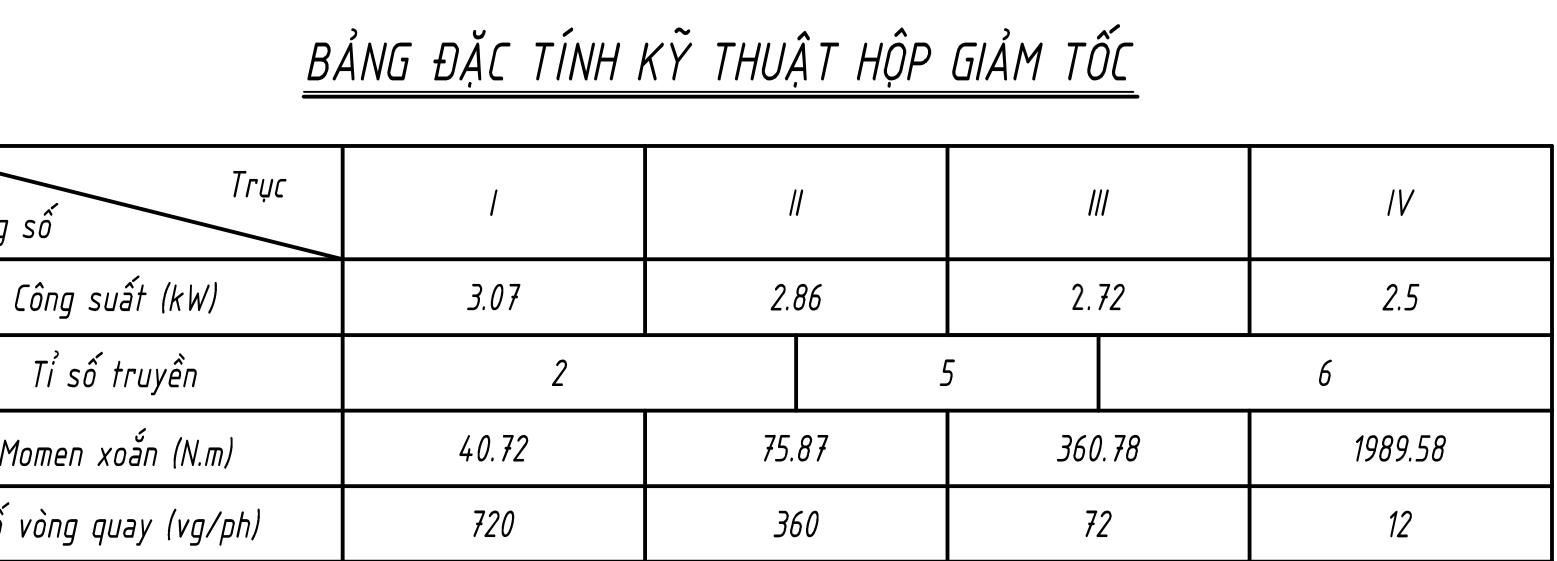 BẢNG ĐẶC TÍNH KỸ THUẬT HỘP GIẢM TỐC
Trục I II III IV
số
Công suất (kW) 3.07 2.86 2.72 2.5
Tỉ số truyền 2 5 6
Momen xoắn (N.m) 40.72 75.87 360.78 1989.58
vòng quay (vg/ph) 720 360 72 12